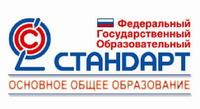 Федеральный
Государственный
Образовательный
СТАНДАРТ
ОСНОВНОЕ ОБЩЕЕ ОБРАЗОВАНИЕ